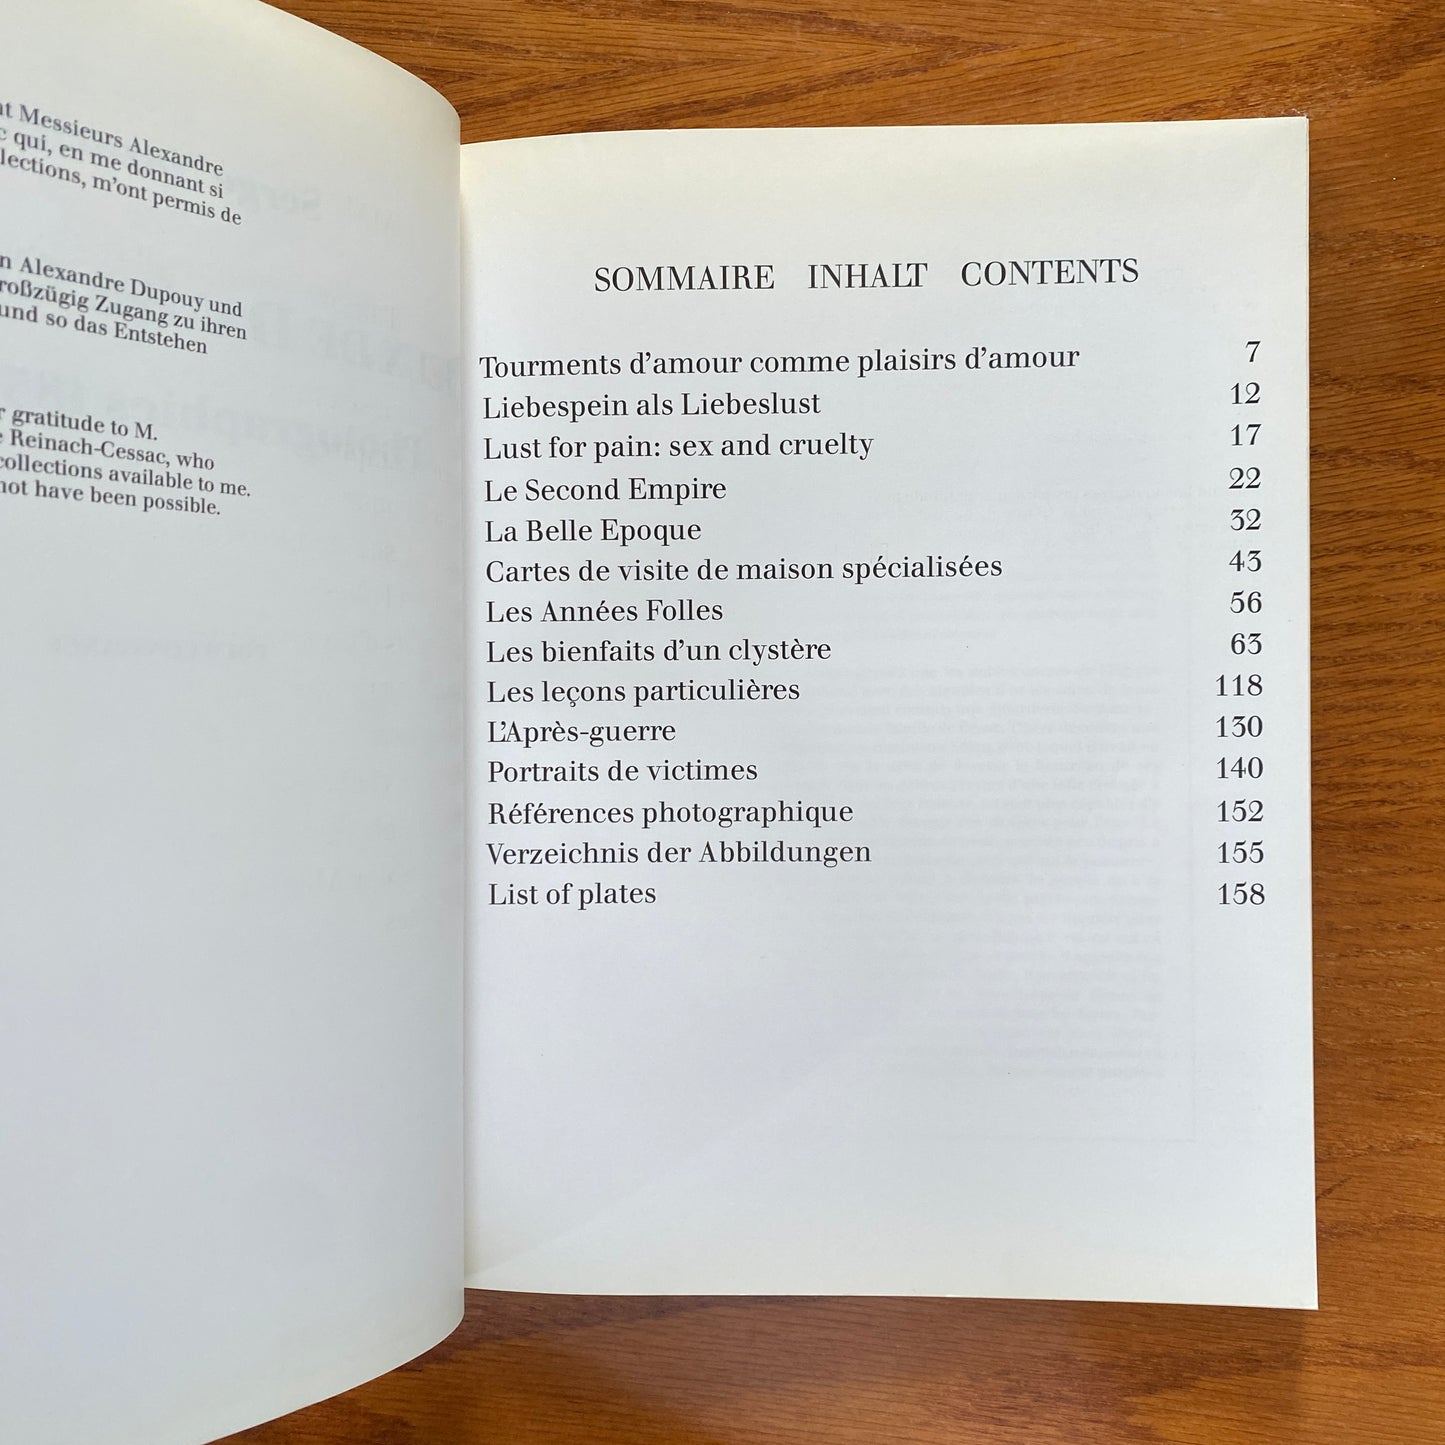 nt Messieurs Alexandre
c qui, en me donnant si
lections, m'ont permis de
n Alexandre Dupouy und
roßzügig Zugang zu ihren
und so das Entstehen
r gratitude to M.
e Reinach-Cessac, who
collections available to me.
not have been possible.
SOMMAIRE INHALT CONTENTS
Tourments d'amour comme plaisirs d'amour 7
Liebespein als Liebeslust 12
Lust for pain: sex and cruelty 17
Le Second Empire 22
La Belle Epoque 32
Cartes de visite de maison spécialisées 43
Les Années Folles 56
Les bienfaits d'un clystère 63
Les leçons particulières 118
L'Après-guerre 130
Portraits de victimes 140
Références photographique 152
Verzeichnis der Abbildungen 155
List of plates 158